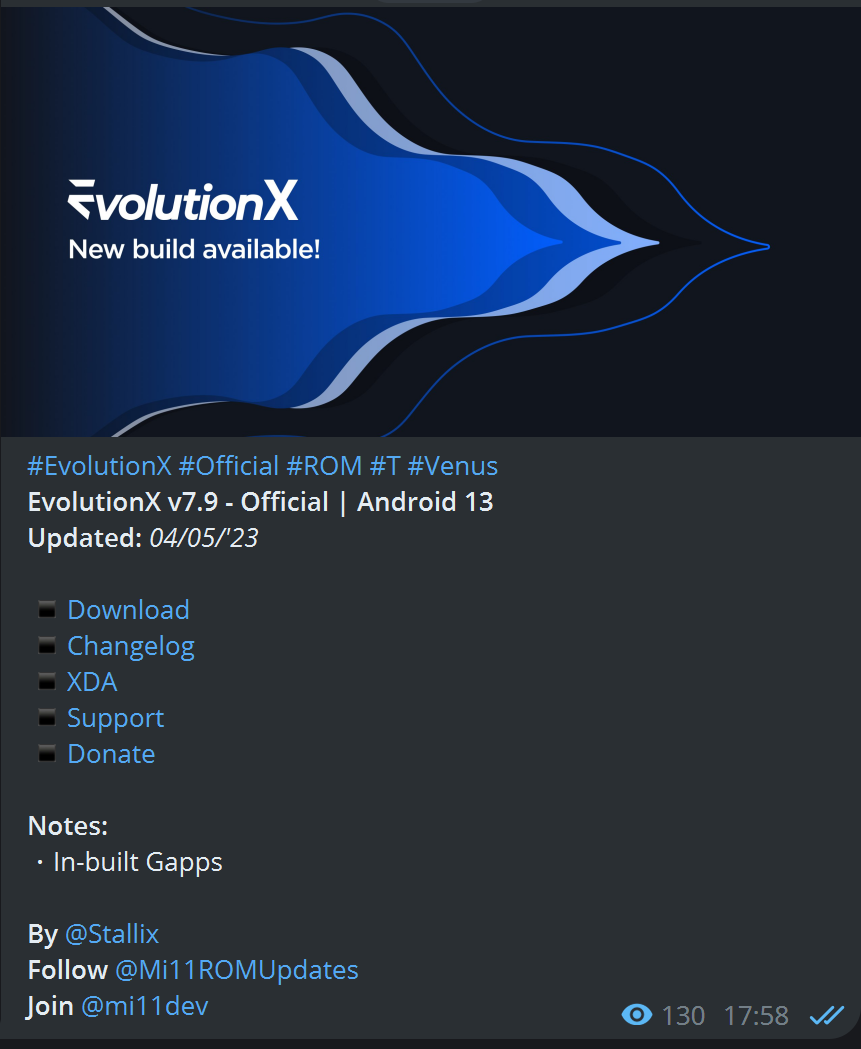 EvolutionX
New build available!
#EvolutionX #Official #ROM #T #Venus
EvolutionX v7.9 - Official | Android 13
Updated: 04/05/'23
◾ Download
◾ Changelog
◾ XDA
◾ Support
◾ Donate
Notes:
· In-built Gapps
By @Stallix
Follow @Mi11ROMUpdates
Join @mi11dev
130 17:58